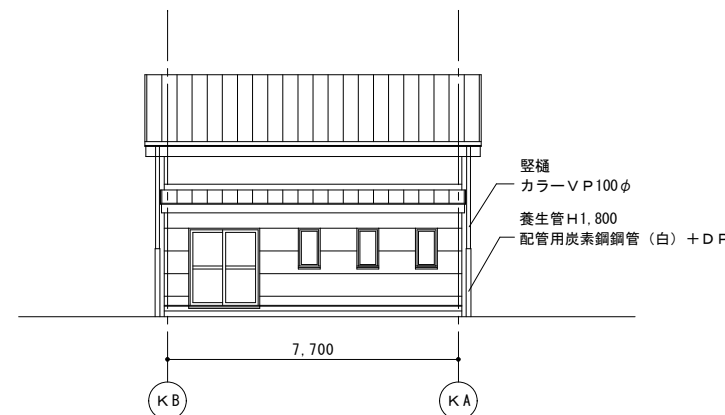 竪樋
カラーVP100φ
養生管H1,800
配管用炭素鋼鋼管（白）＋DP
7,700
KB
KA